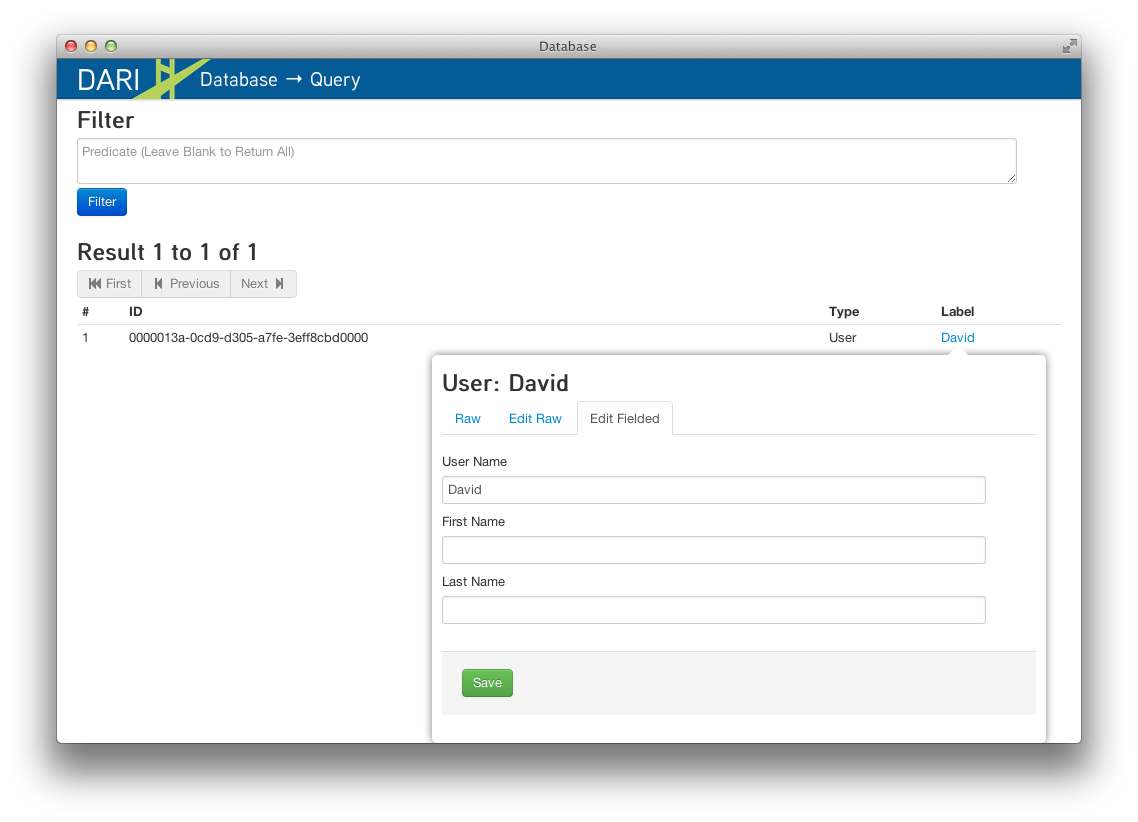 Database
DARI Database → Query
Filter
Predicate (Leave Blank to Return All)
Filter
Result 1 to 1 of 1
First Previous Next
# ID Type Label
1 0000013a-0cd9-d305-a7fe-3eff8cbd0000 User David
User: David
Raw Edit Raw Edit Fielded
User Name
David
First Name
Last Name
Save